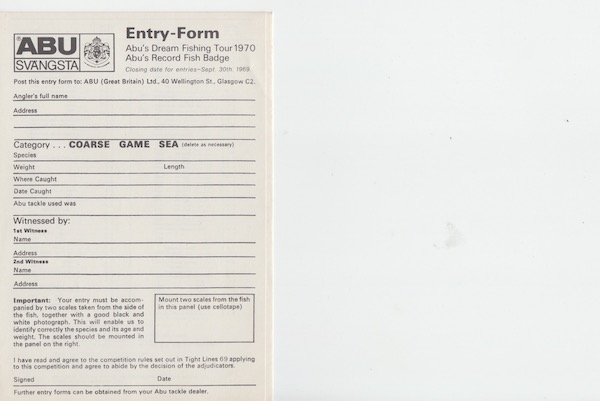 ABU
SVÄNGSTA
Entry-Form
Abu's Dream Fishing Tour 1970
Abu's Record Fish Badge
Closing date for entries—Sept. 30th. 1969.
Post this entry form to: ABU (Great Britain) Ltd., 40 Wellington St., Glasgow C2.
Angler's full name
Address
Category . . . COARSE GAME SEA (delete as necessary)
Species
Weight Length
Where Caught
Date Caught
Abu tackle used was
Witnessed by:
1st Witness
Name
Address
2nd Witness
Name
Address
Important: Your entry must be accom-
panied by two scales taken from the side of
the fish, together with a good black and
white photograph. This will enable us to
identify correctly the species and its age and
weight. The scales should be mounted in
the panel on the right.
Mount two scales from the fish
in this panel (use cellotape)
I have read and agree to the competition rules set out in Tight Lines 69 applying
to this competition and agree to abide by the decision of the adjudicators.
Signed Date
Further entry forms can be obtained from your Abu tackle dealer.